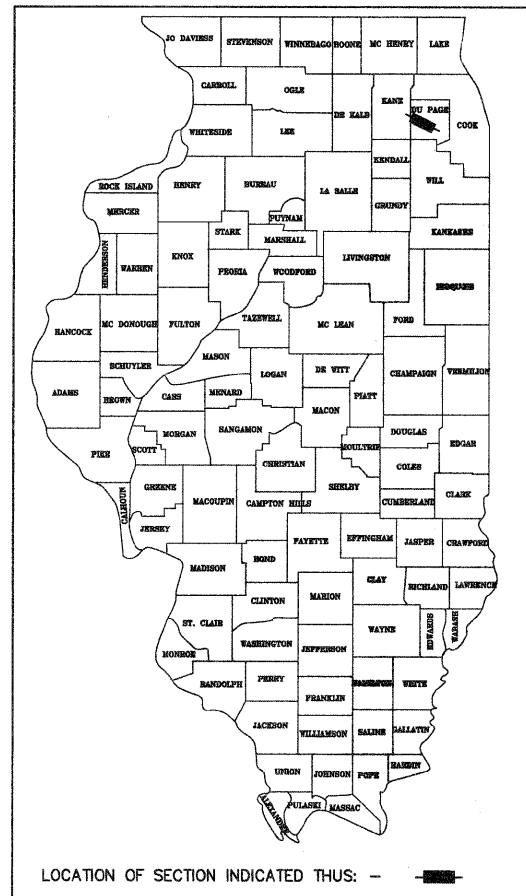 JO DAVIESS STEVENSON WINNEBAGO BOONE MC HENRY LAKE
CARROLL OGLE DE KALB KANE DU PAGE COOK
WHITESIDE LEE
ROCK ISLAND HENRY BUREAU LA SALLE KENDALL WILL
MERCER PUTNAM GRUNDY
STARK MARSHALL KANKAKEE
HENDERSON WARREN KNOX PEORIA WOODFORD LIVINGSTON IROQUOIS
HANCOCK MC DONOUGH FULTON TAZEWELL MC LEAN FORD
SCHUYLER MASON
ADAMS BROWN CASS MENARD LOGAN DE WITT PIATT CHAMPAIGN VERMILION
MACON
PIKE SCOTT MORGAN SANGAMON CHRISTIAN MOULTRIE DOUGLAS EDGAR
COLES
CALHOUN GREENE MACOUPIN CAMPTON HILLS SHELBY CUMBERLAND CLARK
JERSEY
FAYETTE EFFINGHAM JASPER CRAWFORD
MADISON BOND CLAY RICHLAND LAWRENCE
CLINTON MARION
ST. CLAIR WAYNE EDWARDS WABASH
MONROE WASHINGTON JEFFERSON
RANDOLPH PERRY HAMILTON WHITE
FRANKLIN
JACKSON WILLIAMSON SALINE GALLATIN
UNION JOHNSON POPE HARDIN
ALEXANDER PULASKI MASSAC
LOCATION OF SECTION INDICATED THUS: -